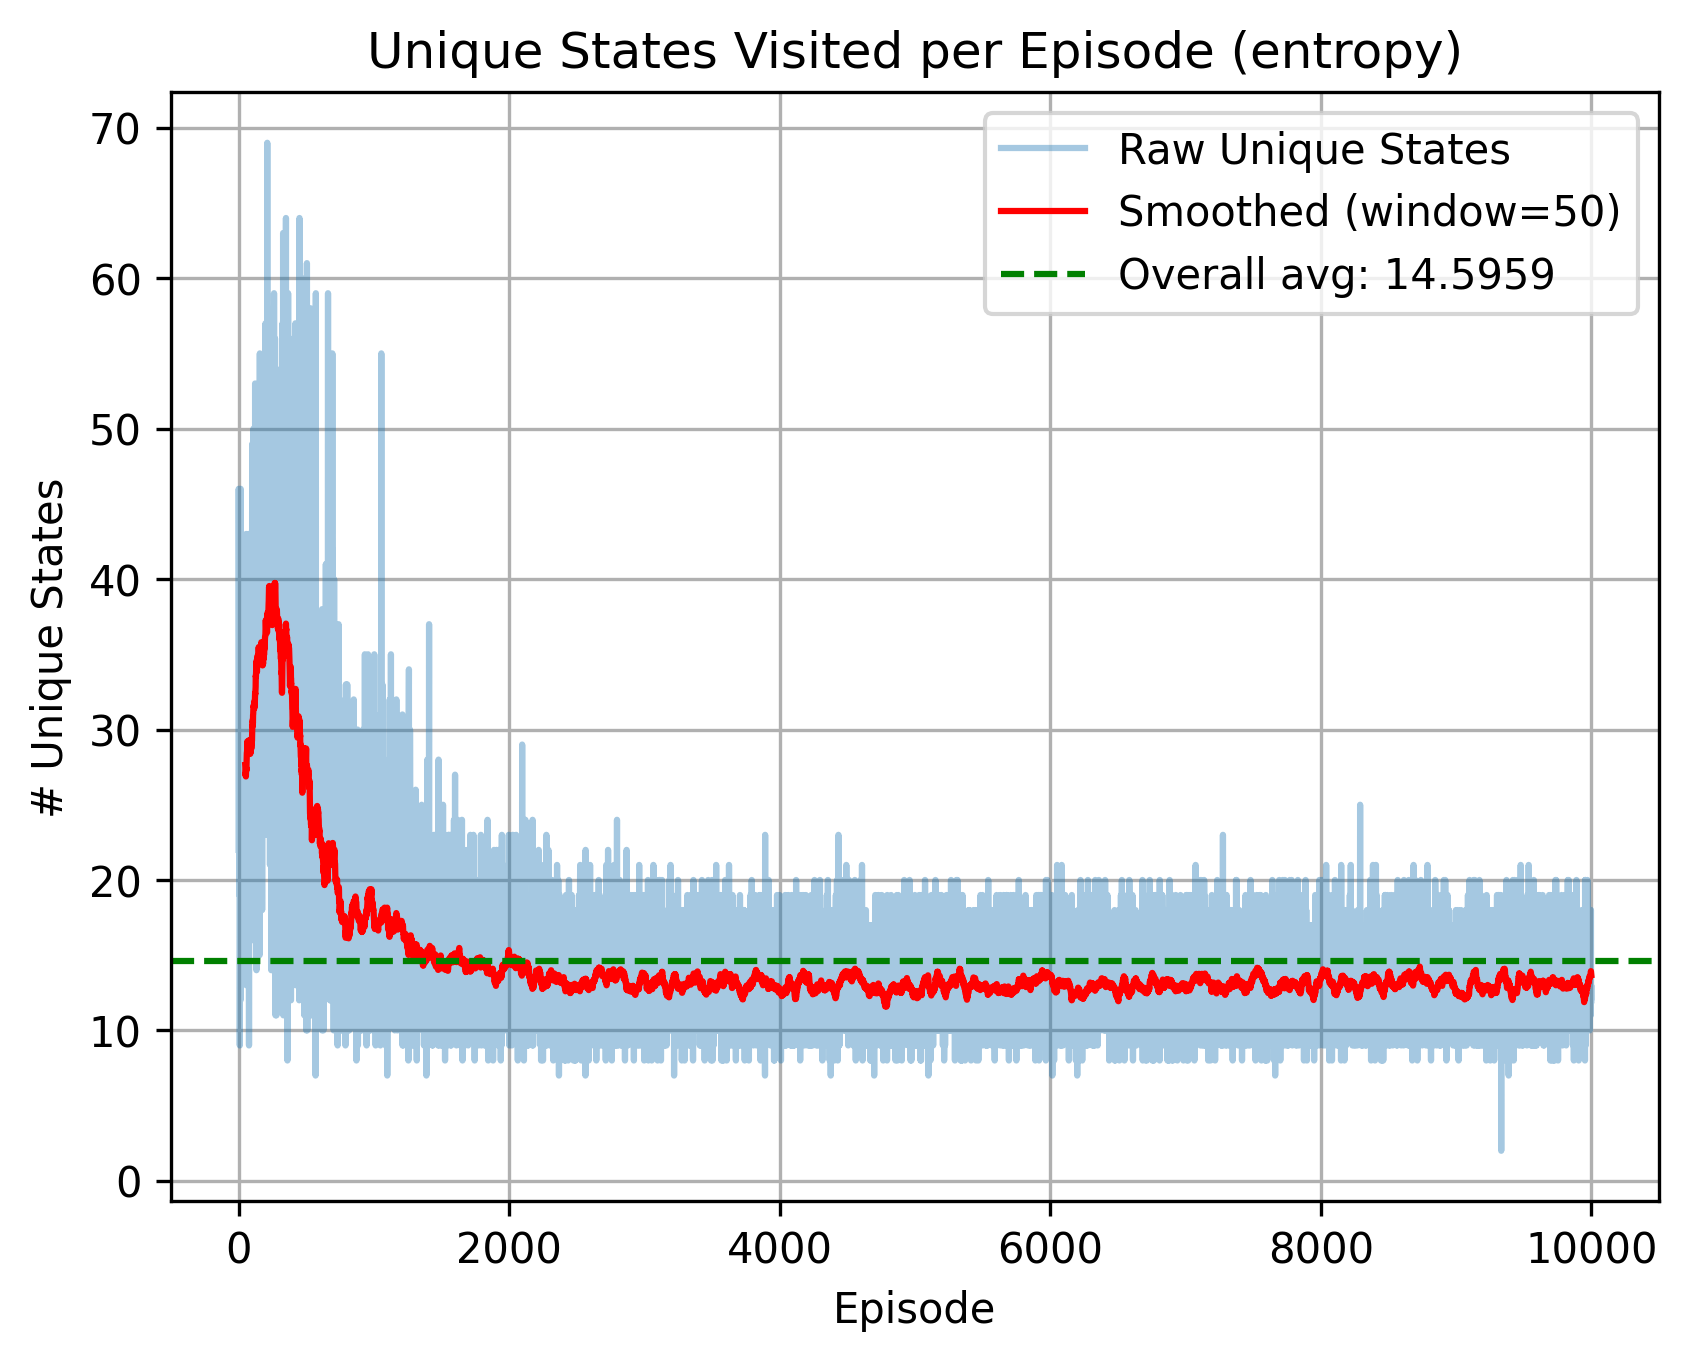 Unique States Visited per Episode (entropy)
Raw Unique States
Smoothed (window=50)
Overall avg: 14.5959
# Unique States
70
60
50
40
30
20
10
0
0 2000 4000 6000 8000 10000
Episode